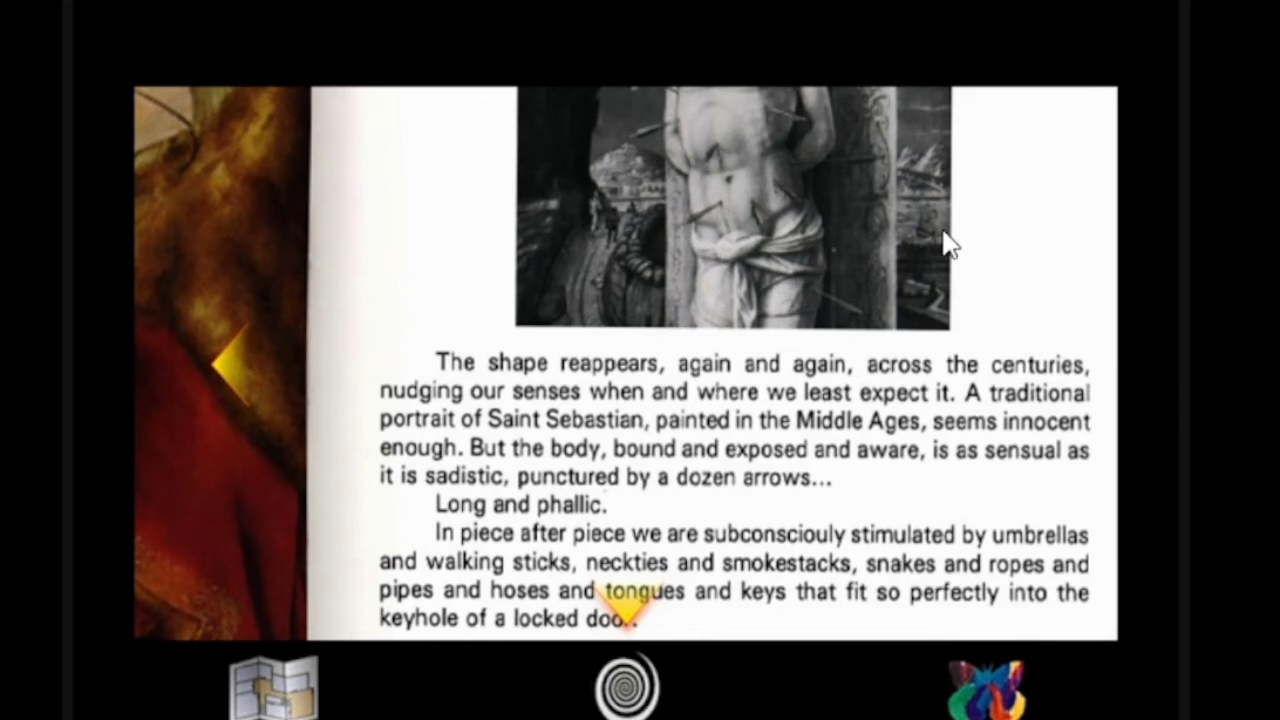 The shape reappears, again and again, across the centuries,
nudging our senses when and where we least expect it. A traditional
portrait of Saint Sebastian, painted in the Middle Ages, seems innocent
enough. But the body, bound and exposed and aware, is as sensual as
it is sadistic, punctured by a dozen arrows...
Long and phallic.
In piece after piece we are subconsciouly stimulated by umbrellas
and walking sticks, neckties and smokestacks, snakes and ropes and
pipes and hoses and tongues and keys that fit so perfectly into the
keyhole of a locked door.